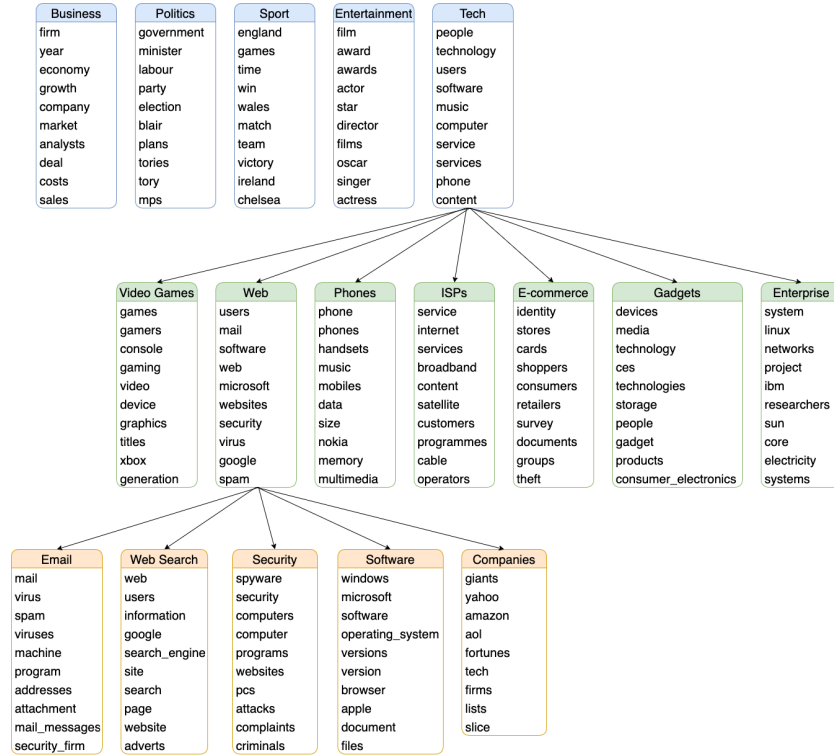 Business
firm
year
economy
growth
company
market
analysts
deal
costs
sales
Politics
government
minister
labour
party
election
blair
plans
tories
tory
mps
Sport
england
games
time
win
wales
match
team
victory
ireland
chelsea
Entertainment
film
award
awards
actor
star
director
films
oscar
singer
actress
Tech
people
technology
users
software
music
computer
service
services
phone
content
Video Games
games
gamers
console
gaming
video
device
graphics
titles
xbox
generation
Web
users
mail
software
web
microsoft
websites
security
virus
google
spam
Phones
phone
phones
handsets
music
mobiles
data
size
nokia
memory
multimedia
ISPs
service
internet
services
broadband
content
satellite
customers
programmes
cable
operators
E-commerce
identity
stores
cards
shoppers
consumers
retailers
survey
documents
groups
theft
Gadgets
devices
media
technology
ces
technologies
storage
people
gadget
products
consumer_electronics
Enterprise
system
linux
networks
project
ibm
researchers
sun
core
electricity
systems
Email
mail
virus
spam
viruses
machine
program
addresses
attachment
mail_messages
security_firm
Web Search
web
users
information
google
search_engine
site
search
page
website
adverts
Security
spyware
security
computers
computer
programs
websites
pcs
attacks
complaints
criminals
Software
windows
microsoft
software
operating_system
versions
version
browser
apple
document
files
Companies
giants
yahoo
amazon
aol
fortunes
tech
firms
lists
slice